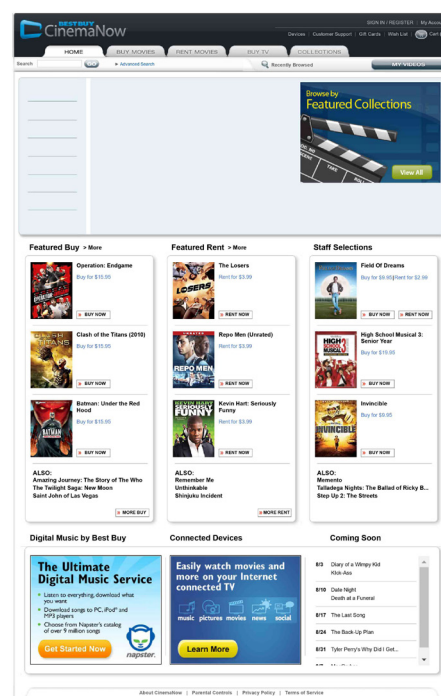 BEST BUY
CinemaNow
SIGN IN / REGISTER | My Accou
Devices | Customer Support | Gift Cards | Wish List | Cart
HOME BUY MOVIES RENT MOVIES BUY TV COLLECTIONS
Search GO ► Advanced Search Recently Browsed MY VIDEOS
Browse by
Featured Collections
View All
Featured Buy > More
Operation: Endgame
Buy for $15.95
» BUY NOW
Clash of the Titans (2010)
Buy for $15.95
» BUY NOW
Batman: Under the Red
Hood
Buy for $15.95
» BUY NOW
ALSO:
Amazing Journey: The Story of The Who
The Twilight Saga: New Moon
Saint John of Las Vegas
» MORE BUY
Featured Rent > More
LOSERS
The Losers
Rent for $3.99
» RENT NOW
REPO MEN
Repo Men (Unrated)
Rent for $3.99
» RENT NOW
KEVIN HART
SERIOUSLY
FUNNY
Kevin Hart: Seriously
Funny
Rent for $3.99
» RENT NOW
ALSO:
Remember Me
Unthinkable
Shinjuku Incident
» MORE RENT
Staff Selections
Field Of Dreams
Buy for $9.95|Rent for $2.99
» BUY NOW » RENT NOW
HIGH SCHOOL MUSICAL
High School Musical 3:
Senior Year
Buy for $19.95
» BUY NOW
INVINCIBLE
Invincible
Buy for $9.95
» BUY NOW
ALSO:
Memento
Talladega Nights: The Ballad of Ricky B...
Step Up 2: The Streets
Digital Music by Best Buy
The Ultimate
Digital Music Service
• Listen to everything, download what
you want
• Download songs to PC, iPod® and
MP3 players
• Choose from Napster's catalog
of over 9 million songs
Get Started Now
napster.
Connected Devices
Easily watch movies and
more on your Internet
connected TV
music pictures movies news social
Learn More
Coming Soon
8/3 Diary of a Wimpy Kid
Kick-Ass
8/10 Date Night
Death at a Funeral
8/17 The Last Song
8/24 The Back-Up Plan
8/31 Tyler Perry's Why Did I Get...
About CinemaNow | Parental Controls | Privacy Policy | Terms of Service